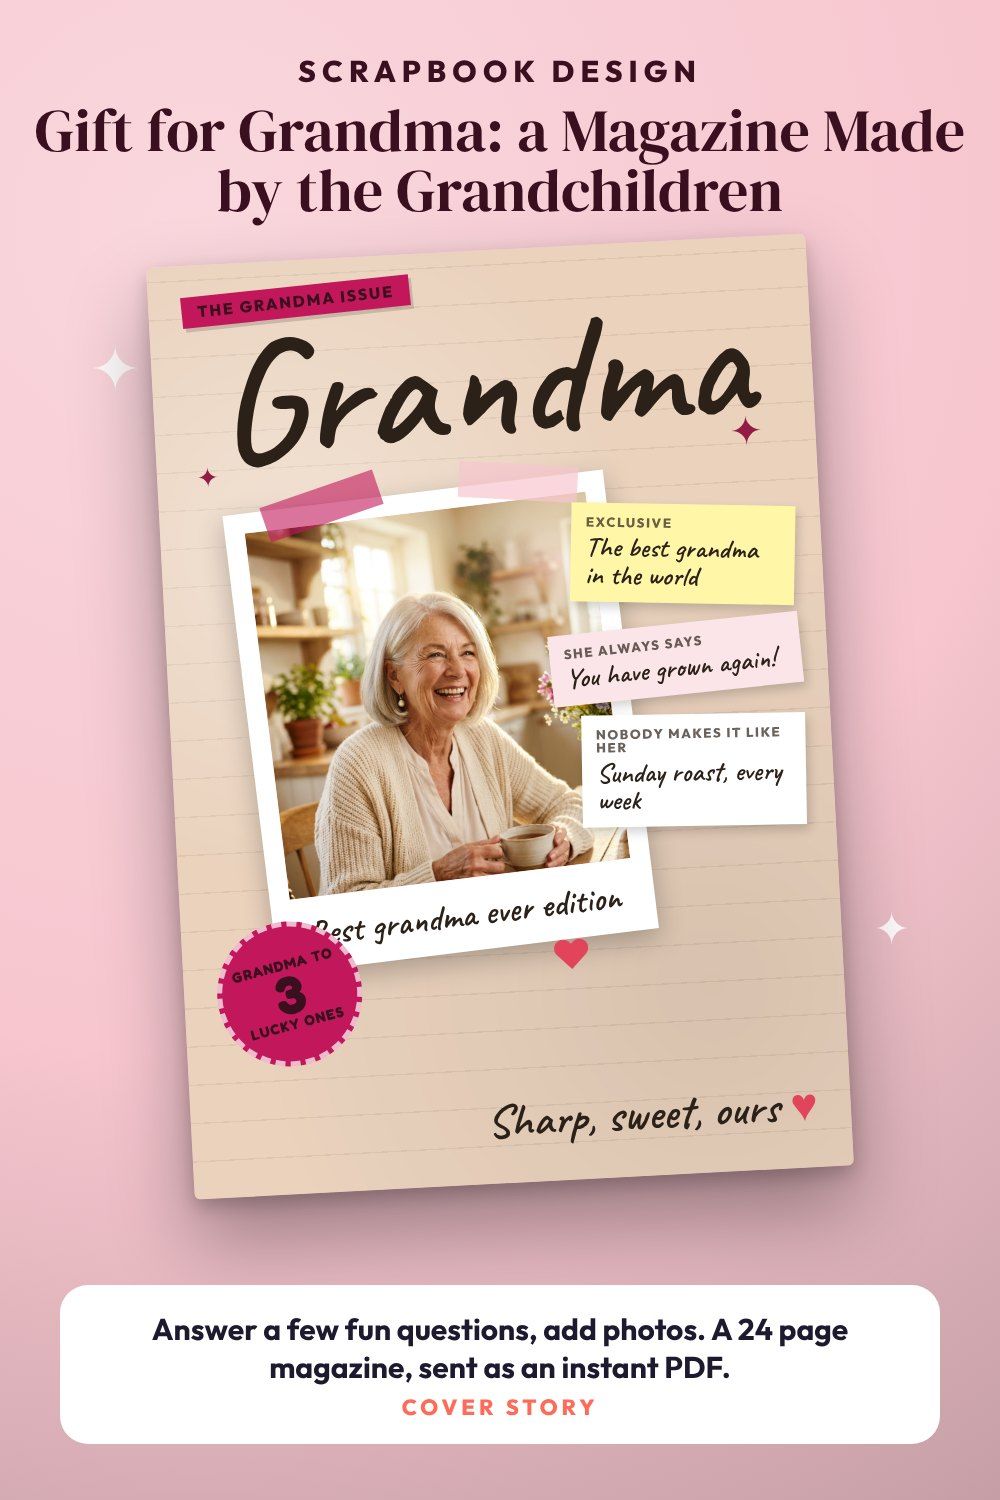 SCRAPBOOK DESIGN
Gift for Grandma: a Magazine Made
by the Grandchildren
THE GRANDMA ISSUE
Grandma
EXCLUSIVE
The best grandma
in the world
SHE ALWAYS SAYS
You have grown again!
NOBODY MAKES IT LIKE
HER
Sunday roast, every
week
Best grandma ever edition
GRANDMA TO
3
LUCKY ONES
Sharp, sweet, ours
Answer a few fun questions, add photos. A 24 page
magazine, sent as an instant PDF.
COVER STORY